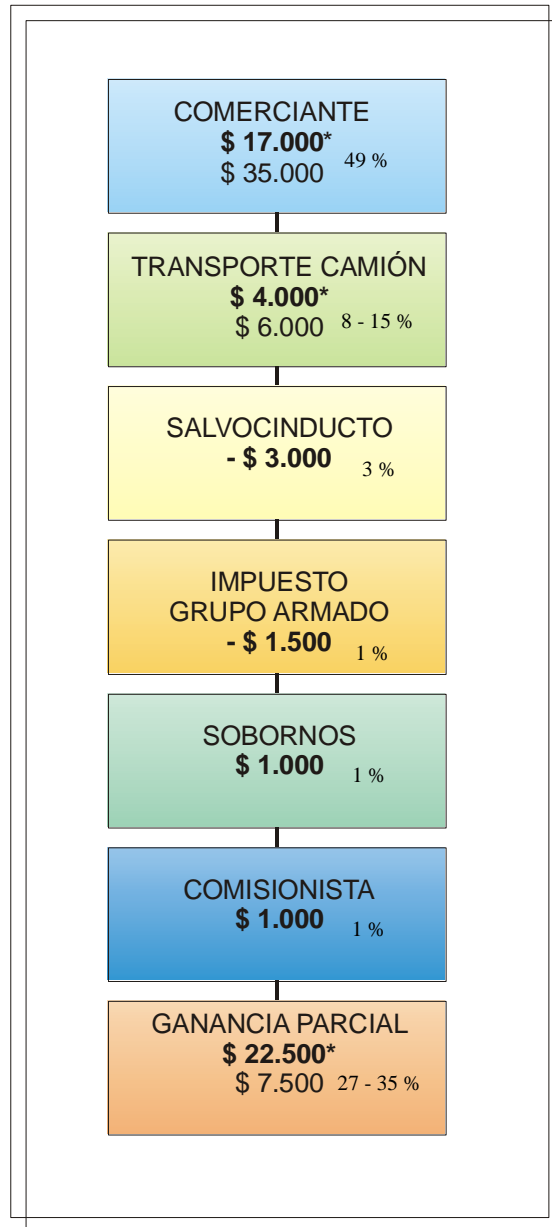 COMERCIANTE
$ 17.000*
$ 35.000 49 %
TRANSPORTE CAMIÓN
$ 4.000*
$ 6.000 8 - 15 %
SALVOCINDUCTO
- $ 3.000 3 %
IMPUESTO
GRUPO ARMADO
- $ 1.500 1 %
SOBORNOS
$ 1.000 1 %
COMISIONISTA
$ 1.000 1 %
GANANCIA PARCIAL
$ 22.500*
$ 7.500 27 - 35 %